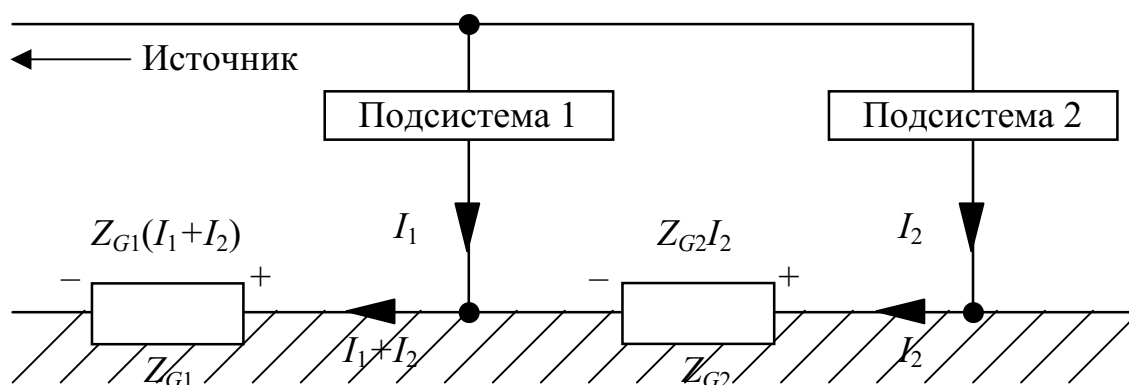 Источник
Подсистема 1
Подсистема 2
Z_G1(I_1+I_2)
I_1
Z_G2I_2
I_2
–
+
–
+
I_1+I_2
I_2
Z_G1
Z_G2